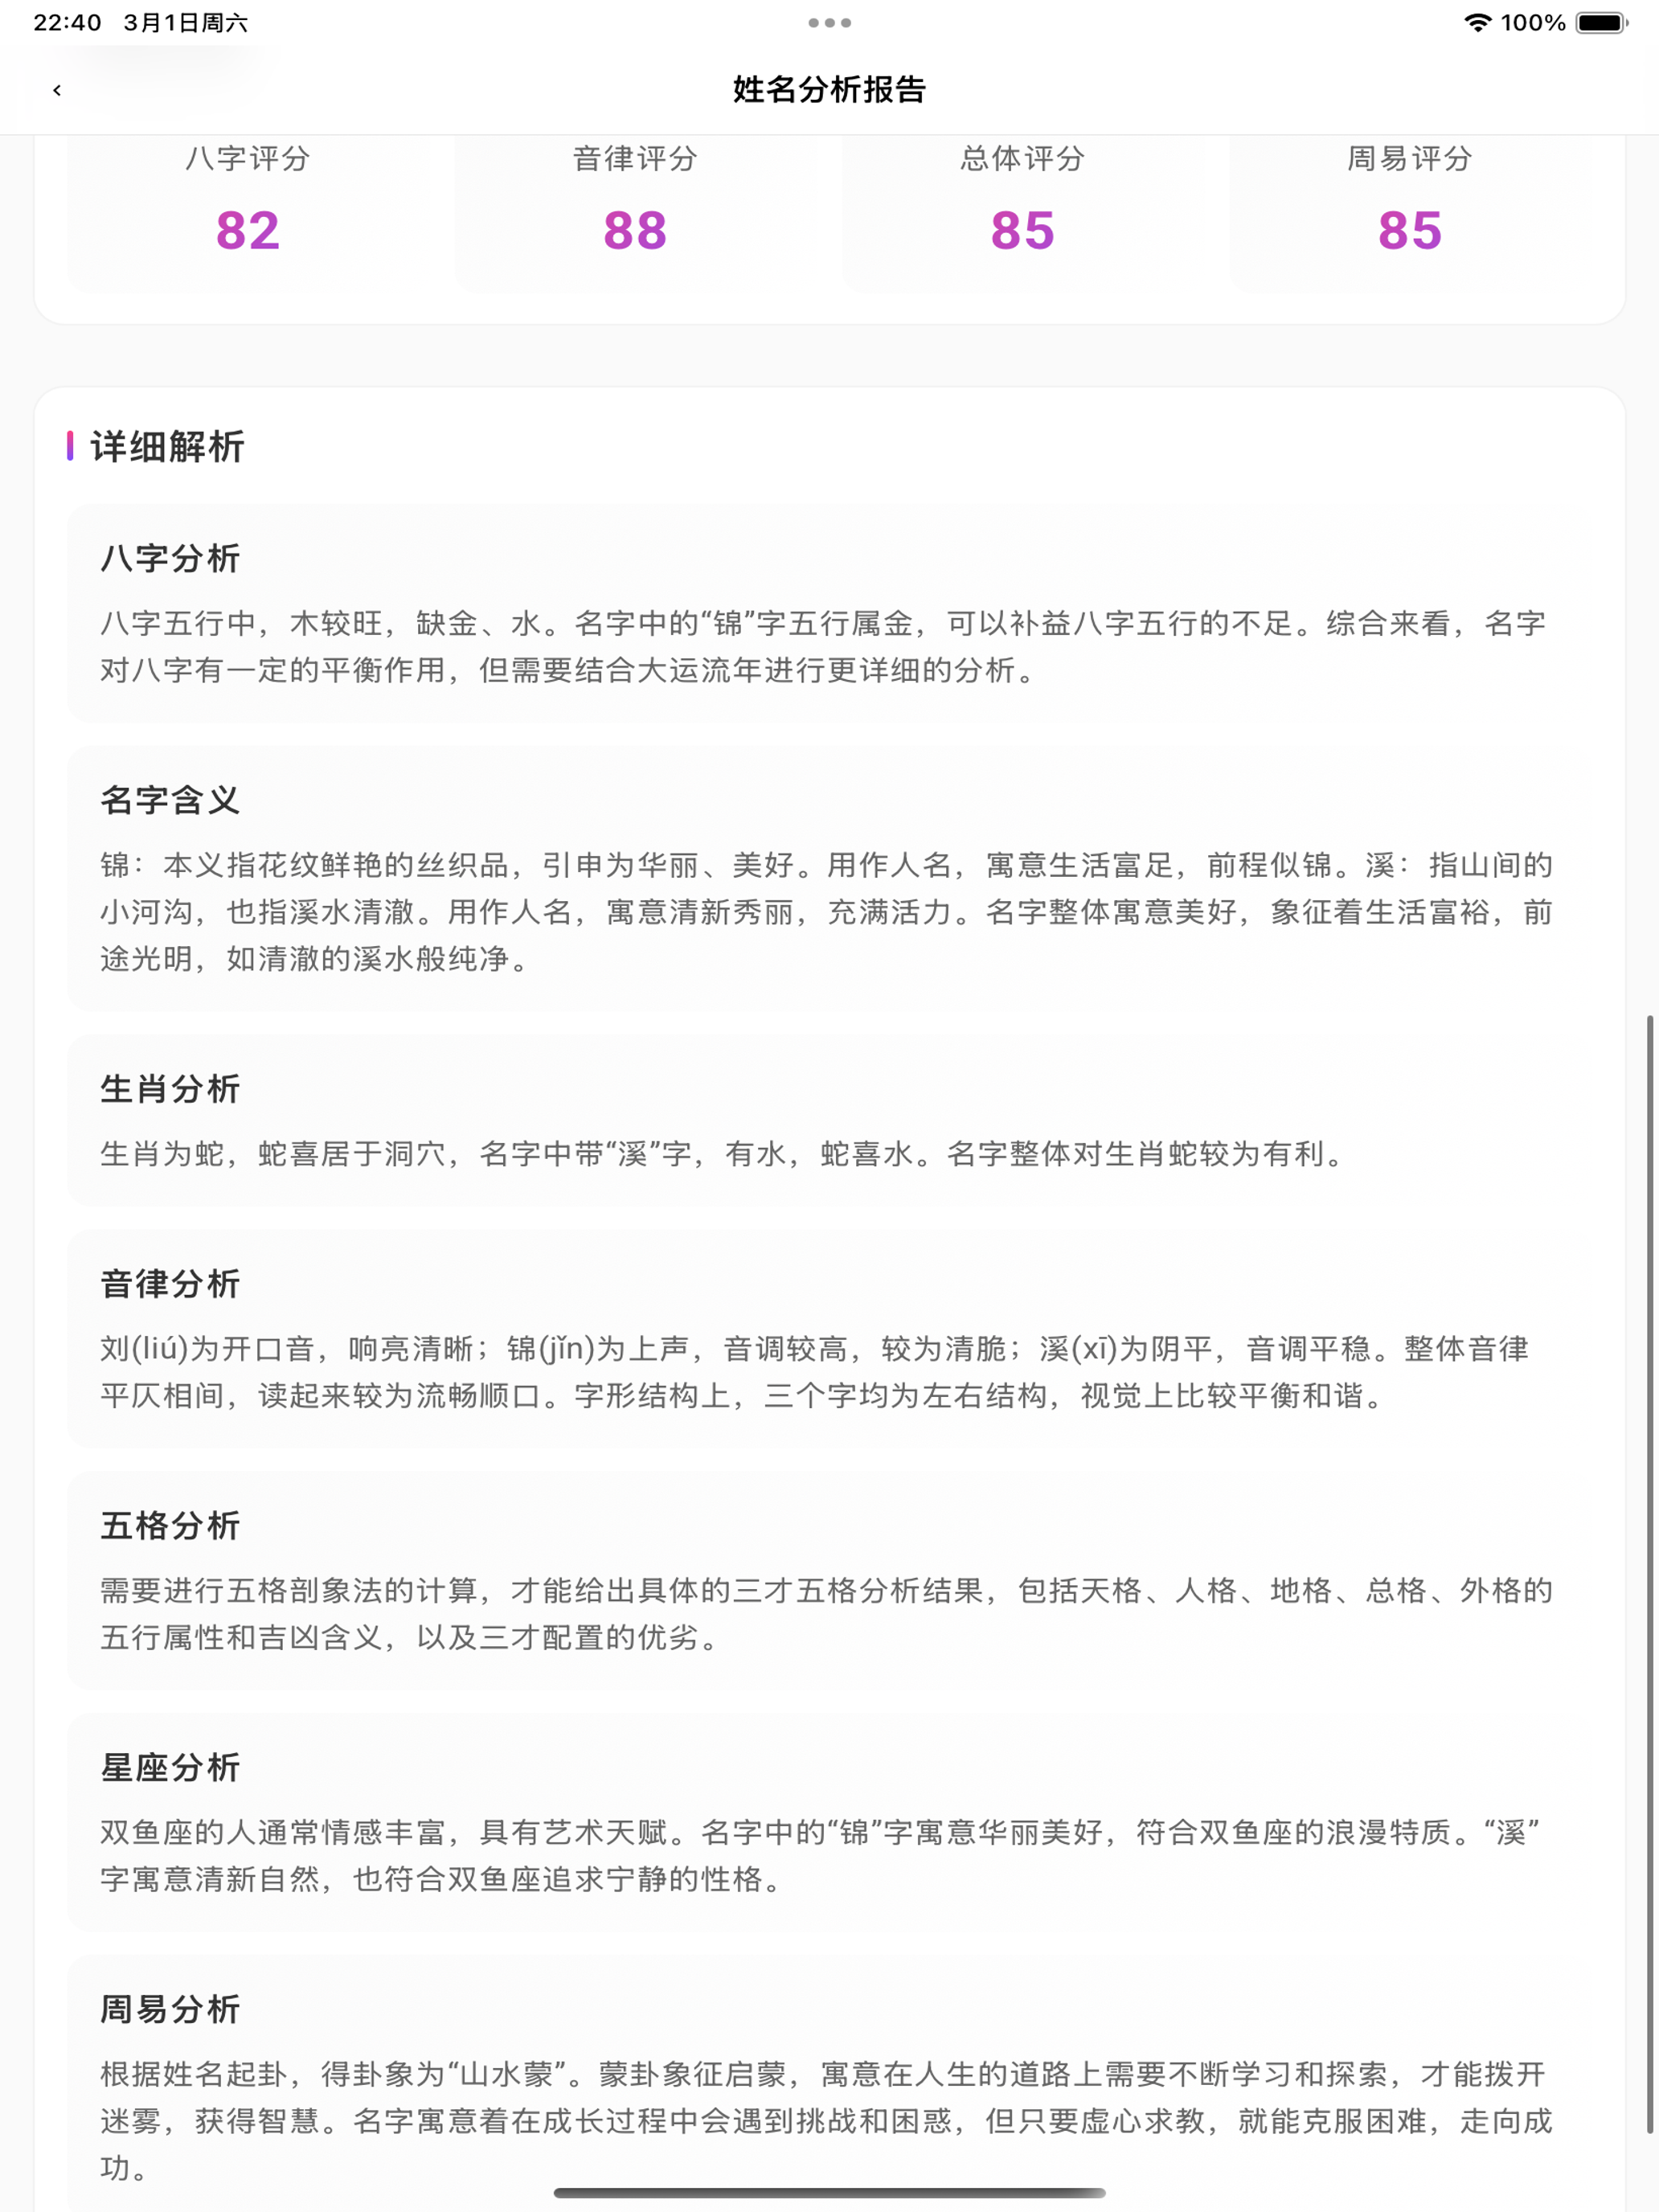 22:40 3月1日周六
100%
姓名分析报告
八字评分 音律评分 总体评分 周易评分
82 88 85 85
详细解析
八字分析
八字五行中，木较旺，缺金、水。名字中的“锦”字五行属金，可以补益八字五行的不足。综合来看，名字
对八字有一定的平衡作用，但需要结合大运流年进行更详细的分析。
名字含义
锦：本义指花纹鲜艳的丝织品，引申为华丽、美好。用作人名，寓意生活富足，前程似锦。溪：指山间的
小河沟，也指溪水清澈。用作人名，寓意清新秀丽，充满活力。名字整体寓意美好，象征着生活富裕，前
途光明，如清澈的溪水般纯净。
生肖分析
生肖为蛇，蛇喜居于洞穴，名字中带“溪”字，有水，蛇喜水。名字整体对生肖蛇较为有利。
音律分析
刘(liú)为开口音，响亮清晰；锦(jǐn)为上声，音调较高，较为清脆；溪(xī)为阴平，音调平稳。整体音律
平仄相间，读起来较为流畅顺口。字形结构上，三个字均为左右结构，视觉上比较平衡和谐。
五格分析
需要进行五格剖象法的计算，才能给出具体的三才五格分析结果，包括天格、人格、地格、总格、外格的
五行属性和吉凶含义，以及三才配置的优劣。
星座分析
双鱼座的人通常情感丰富，具有艺术天赋。名字中的“锦”字寓意华丽美好，符合双鱼座的浪漫特质。“溪”
字寓意清新自然，也符合双鱼座追求宁静的性格。
周易分析
根据姓名起卦，得卦象为“山水蒙”。蒙卦象征启蒙，寓意在人生的道路上需要不断学习和探索，才能拨开
迷雾，获得智慧。名字寓意着在成长过程中会遇到挑战和困惑，但只要虚心求教，就能克服困难，走向成
功。